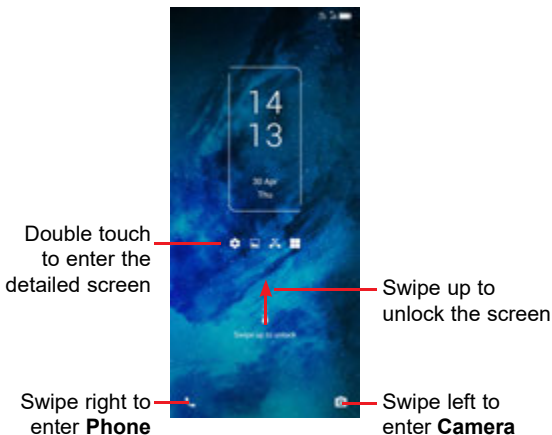 14
13
30 Apr
Thu
Double touch
to enter the
detailed screen
Swipe up to
unlock the screen
Swipe up to unlock
Swipe right to
enter Phone
Swipe left to
enter Camera